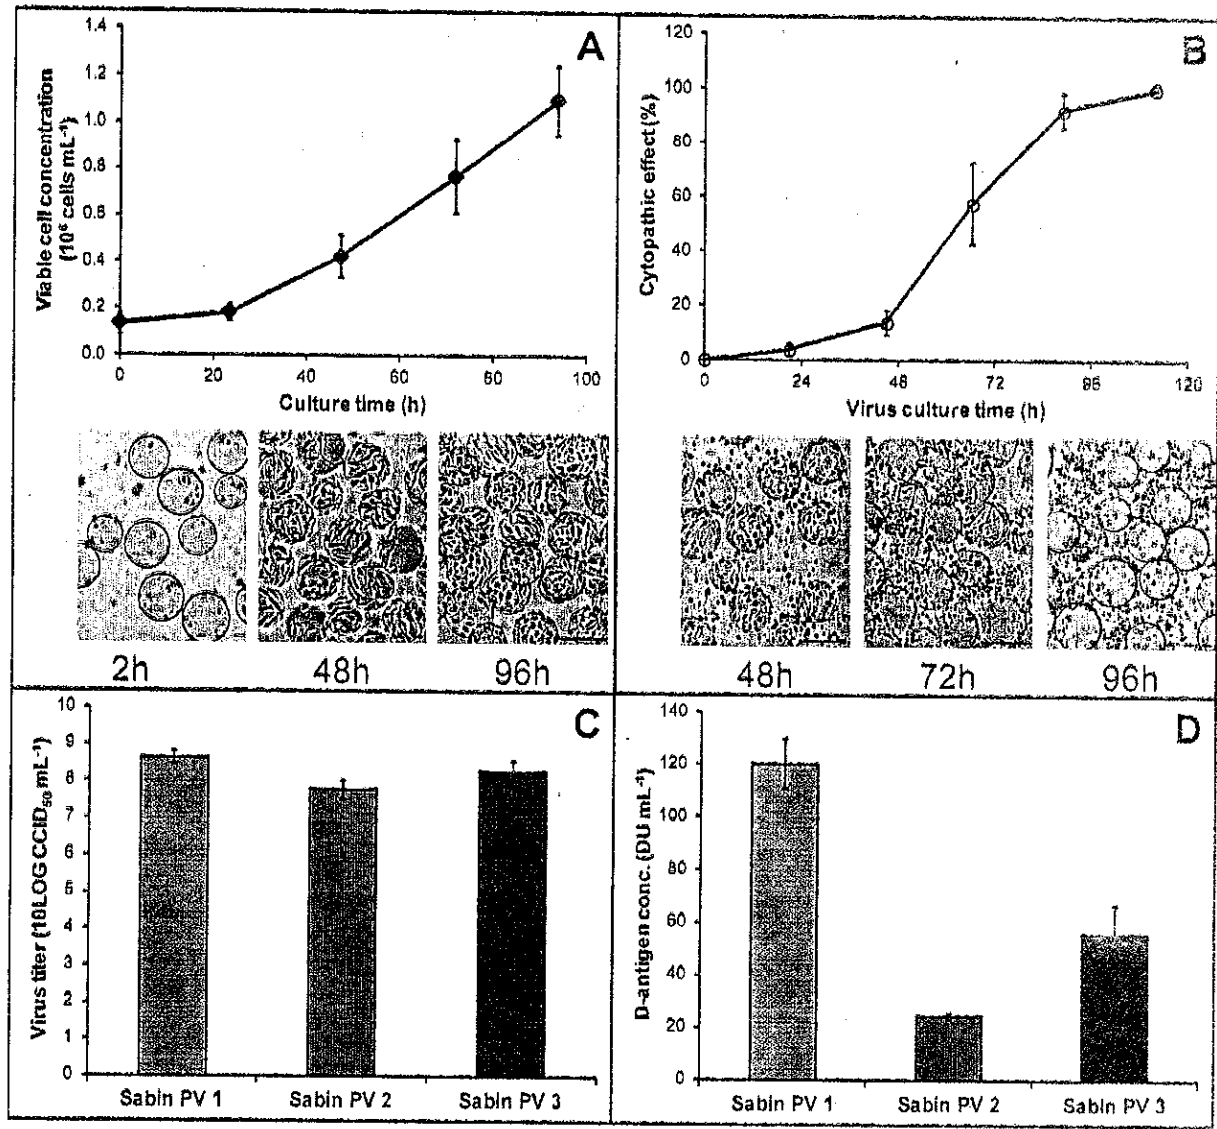 A
1.4
1.2
1.0
0.8
0.6
0.4
0.2
0.0
0 20 40 60 80 100
Viable cell concentration
(10⁶ cells mL⁻¹)
Culture time (h)
2h 48h 96h
B
120
100
80
60
40
20
0
0 24 48 72 96 120
Cytopathic effect (%)
Virus culture time (h)
48h 72h 96h
C
10
9
8
7
6
5
4
3
2
1
0
Virus titer (10LOG CCID₅₀ mL⁻¹)
Sabin PV 1 Sabin PV 2 Sabin PV 3
D
140
120
100
80
60
40
20
0
D-antigen conc. (DU mL⁻¹)
Sabin PV 1 Sabin PV 2 Sabin PV 3